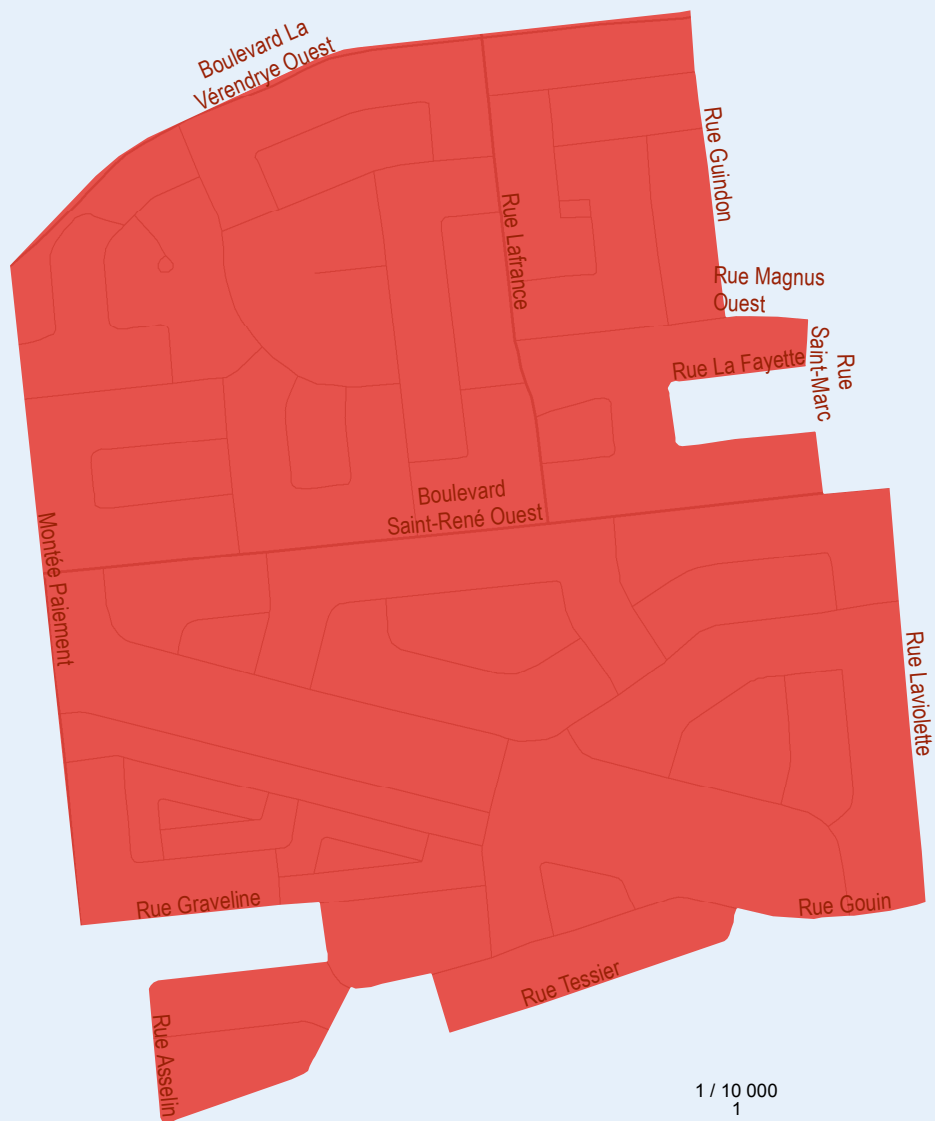 Boulevard La
Vérendrye Ouest
Rue Guindon
Rue Lafrance
Rue Magnus
Ouest
Rue
Saint-Marc
Rue La Fayette
Boulevard
Saint-René Ouest
Montée Paiement
Rue Laviolette
Rue Graveline
Rue Gouin
Rue Tessier
Rue Asselin
1 / 10 000
1